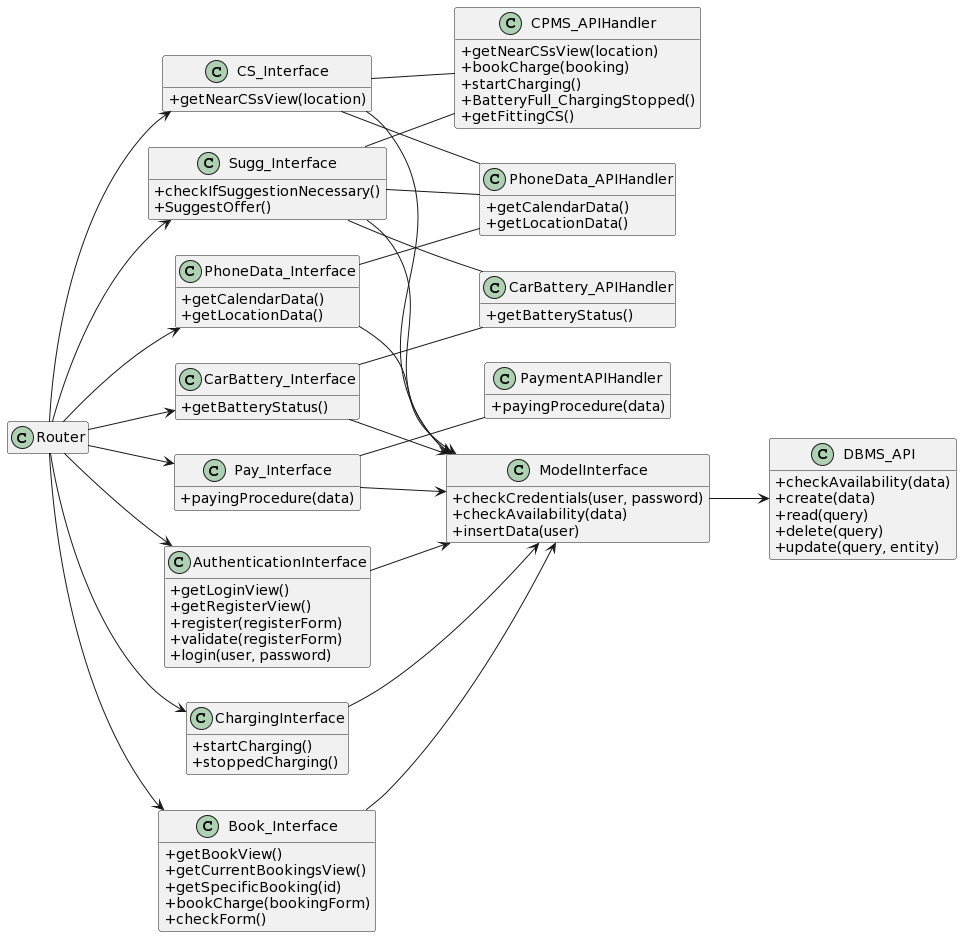 C Router
C CS_Interface
+getNearCSsView(location)
C Sugg_Interface
+checkIfSuggestionNecessary()
+SuggestOffer()
C PhoneData_Interface
+getCalendarData()
+getLocationData()
C CarBattery_Interface
+getBatteryStatus()
C Pay_Interface
+payingProcedure(data)
C AuthenticationInterface
+getLoginView()
+getRegisterView()
+register(registerForm)
+validate(registerForm)
+login(user, password)
C ChargingInterface
+startCharging()
+stoppedCharging()
C Book_Interface
+getBookView()
+getCurrentBookingsView()
+getSpecificBooking(id)
+bookCharge(bookingForm)
+checkForm()
C CPMS_APIHandler
+getNearCSsView(location)
+bookCharge(booking)
+startCharging()
+BatteryFull_ChargingStopped()
+getFittingCS()
C PhoneData_APIHandler
+getCalendarData()
+getLocationData()
C CarBattery_APIHandler
+getBatteryStatus()
C PaymentAPIHandler
+payingProcedure(data)
C ModelInterface
+checkCredentials(user, password)
+checkAvailability(data)
+insertData(user)
C DBMS_API
+checkAvailability(data)
+create(data)
+read(query)
+delete(query)
+update(query, entity)